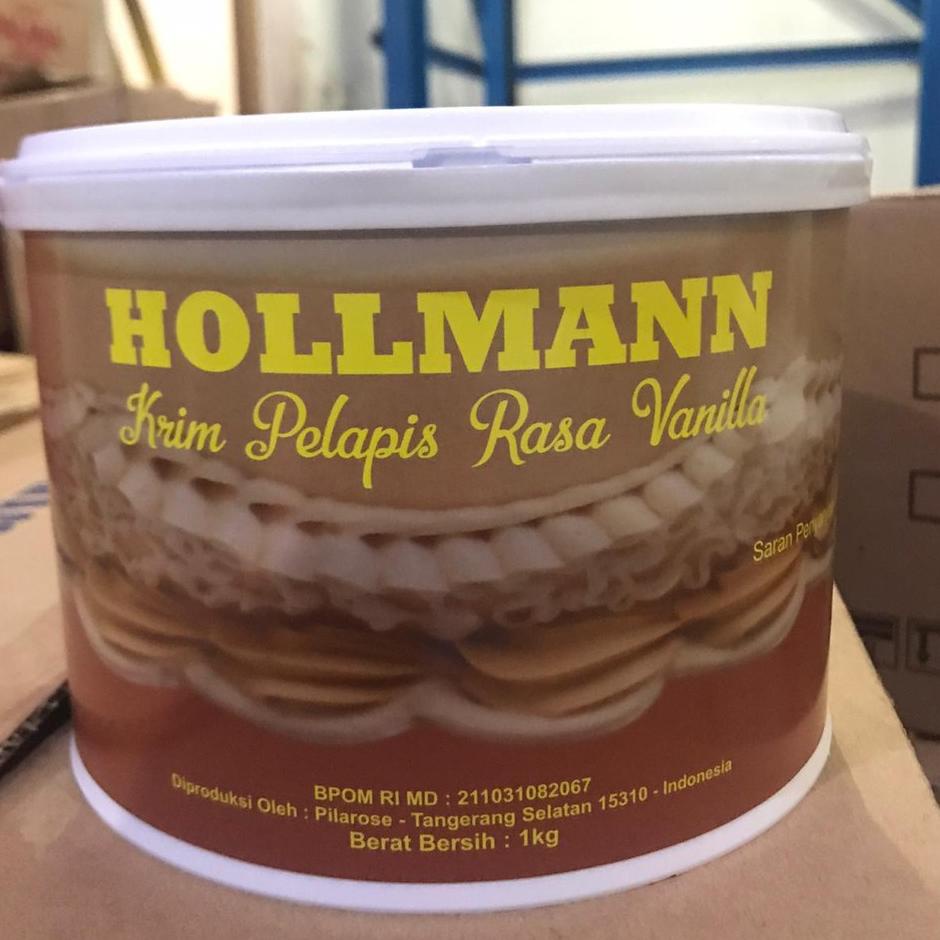 HOLLMANN
Krim Pelapis Rasa Vanilla
Saran
BPOM RI MD : 211031082067
Diproduksi Oleh : Pilarose - Tangerang Selatan 15310 - Indonesia
Berat Bersih : 1kg